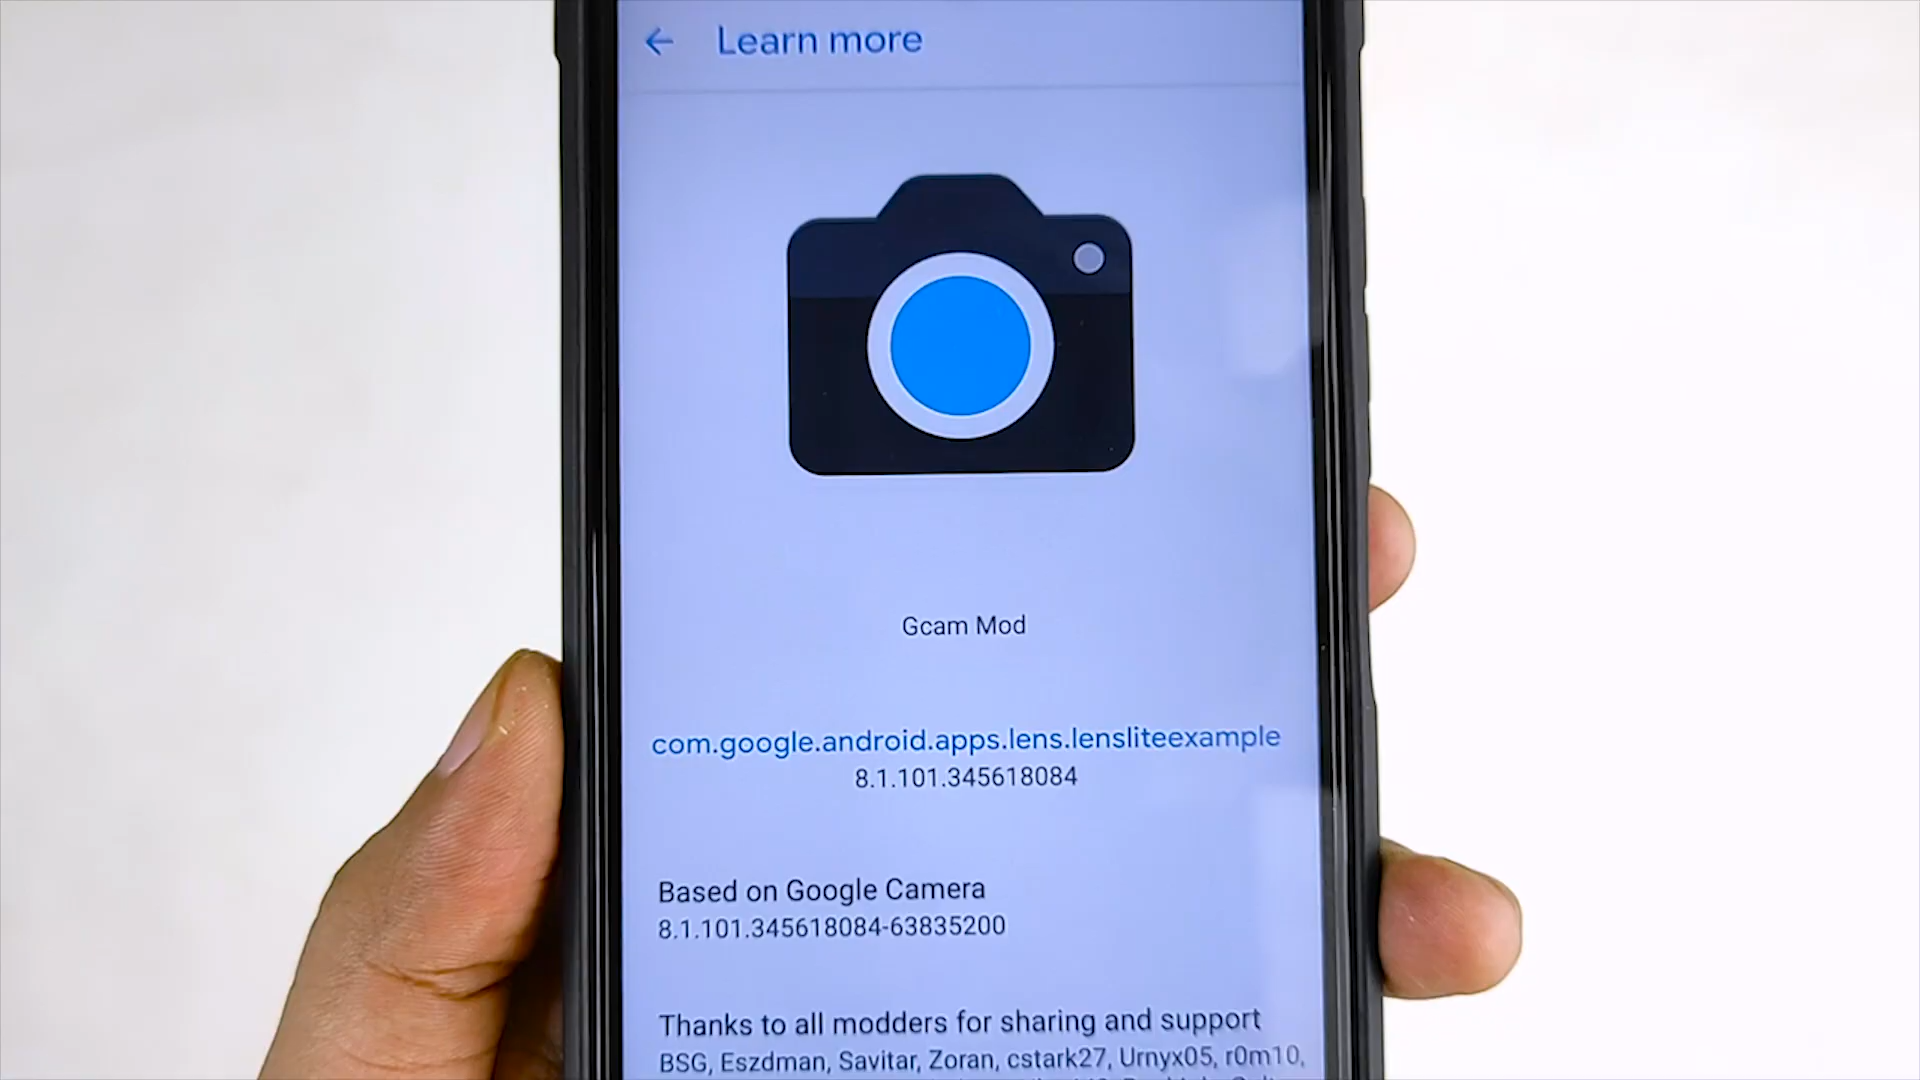 Learn more
Gcam Mod
com.google.android.apps.lens.lensliteexample
8.1.101.345618084
Based on Google Camera
8.1.101.345618084-63835200
Thanks to all modders for sharing and support
BSG, Eszdman, Savitar, Zoran, cstark27, Urnyx05, r0m10,